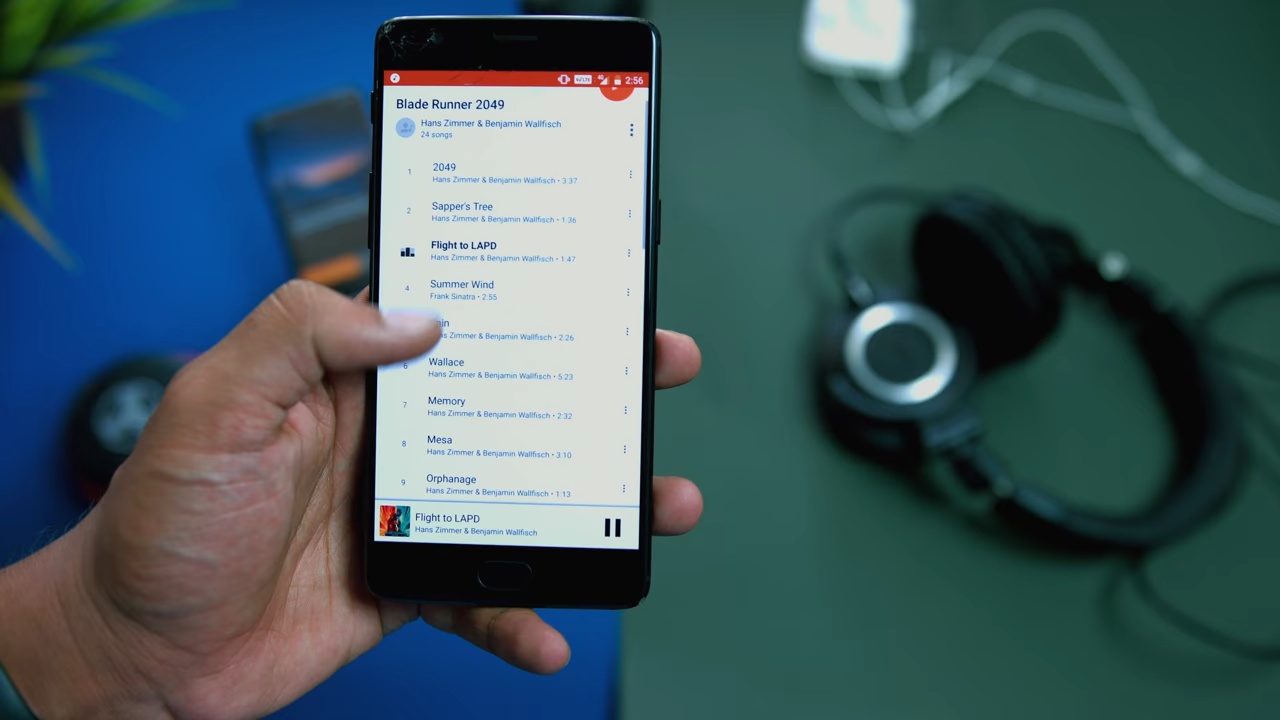 2:56
Blade Runner 2049
Hans Zimmer & Benjamin Wallfisch
24 songs
1
2049
Hans Zimmer & Benjamin Wallfisch • 3:37
2
Sapper's Tree
Hans Zimmer & Benjamin Wallfisch • 1:36
Flight to LAPD
Hans Zimmer & Benjamin Wallfisch • 1:47
4
Summer Wind
Frank Sinatra • 2:55
Zimmer & Benjamin Wallfisch • 2:26
6
Wallace
Hans Zimmer & Benjamin Wallfisch • 5:23
7
Memory
Hans Zimmer & Benjamin Wallfisch • 2:32
8
Mesa
Hans Zimmer & Benjamin Wallfisch • 3:10
9
Orphanage
Hans Zimmer & Benjamin Wallfisch • 1:13
Flight to LAPD
Hans Zimmer & Benjamin Wallfisch